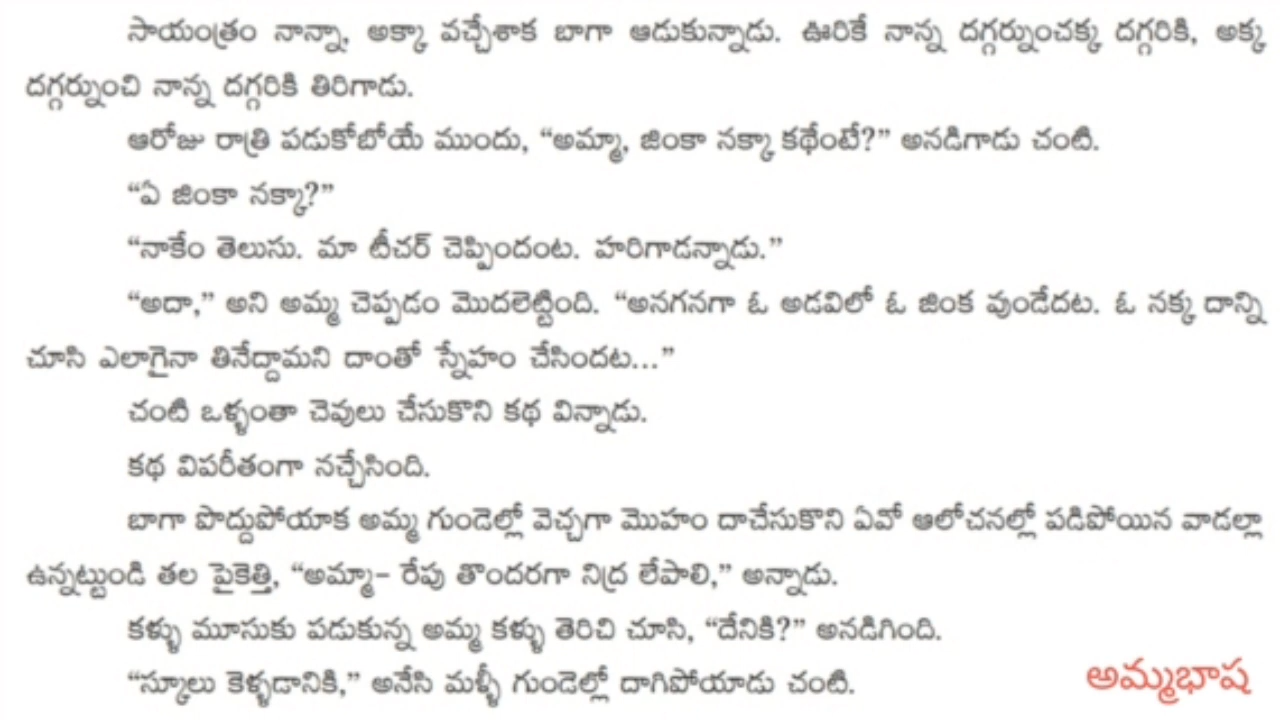 సాయంత్రం నాన్నా, అక్కా వచ్చేశాక బాగా ఆడుకున్నాడు. ఊరికే నాన్న దగ్గర్నుంచక్క దగ్గరికి, అక్క
దగ్గర్నుంచి నాన్న దగ్గరికి తిరిగాడు.
ఆరోజు రాత్రి పడుకోబోయే ముందు, “అమ్మా, జింకా నక్కా కథేంటే?” అనడిగాడు చంటి.
“ఏ జింకా నక్కా?”
“నాకేం తెలుసు. మా టీచర్ చెప్పిందంట. హరిగాడన్నాడు.”
“అదా,” అని అమ్మ చెప్పడం మొదలెట్టింది. “అనగనగా ఓ అడవిలో ఓ జింక వుండేదట. ఓ నక్క దాన్ని
చూసి ఎలాగైనా తినేద్దామని దాంతో స్నేహం చేసిందట...”
చంటి ఒళ్ళంతా చెవులు చేసుకొని కథ విన్నాడు.
కథ విపరీతంగా నచ్చేసింది.
బాగా పొద్దుపోయాక అమ్మ గుండెల్లో వెచ్చగా మొహం దాచేసుకొని ఏవో ఆలోచనల్లో పడిపోయిన వాడల్లా
ఉన్నట్టుండి తల పైకెత్తి, “అమ్మా– రేపు తొందరగా నిద్ర లేపాలి,” అన్నాడు.
కళ్ళు మూసుకు పడుకున్న అమ్మ కళ్ళు తెరిచి చూసి, “దేనికి?” అనడిగింది.
“స్కూలు కెళ్ళడానికి,” అనేసి మళ్ళీ గుండెల్లో దాగిపోయాడు చంటి.
అమ్మభాష